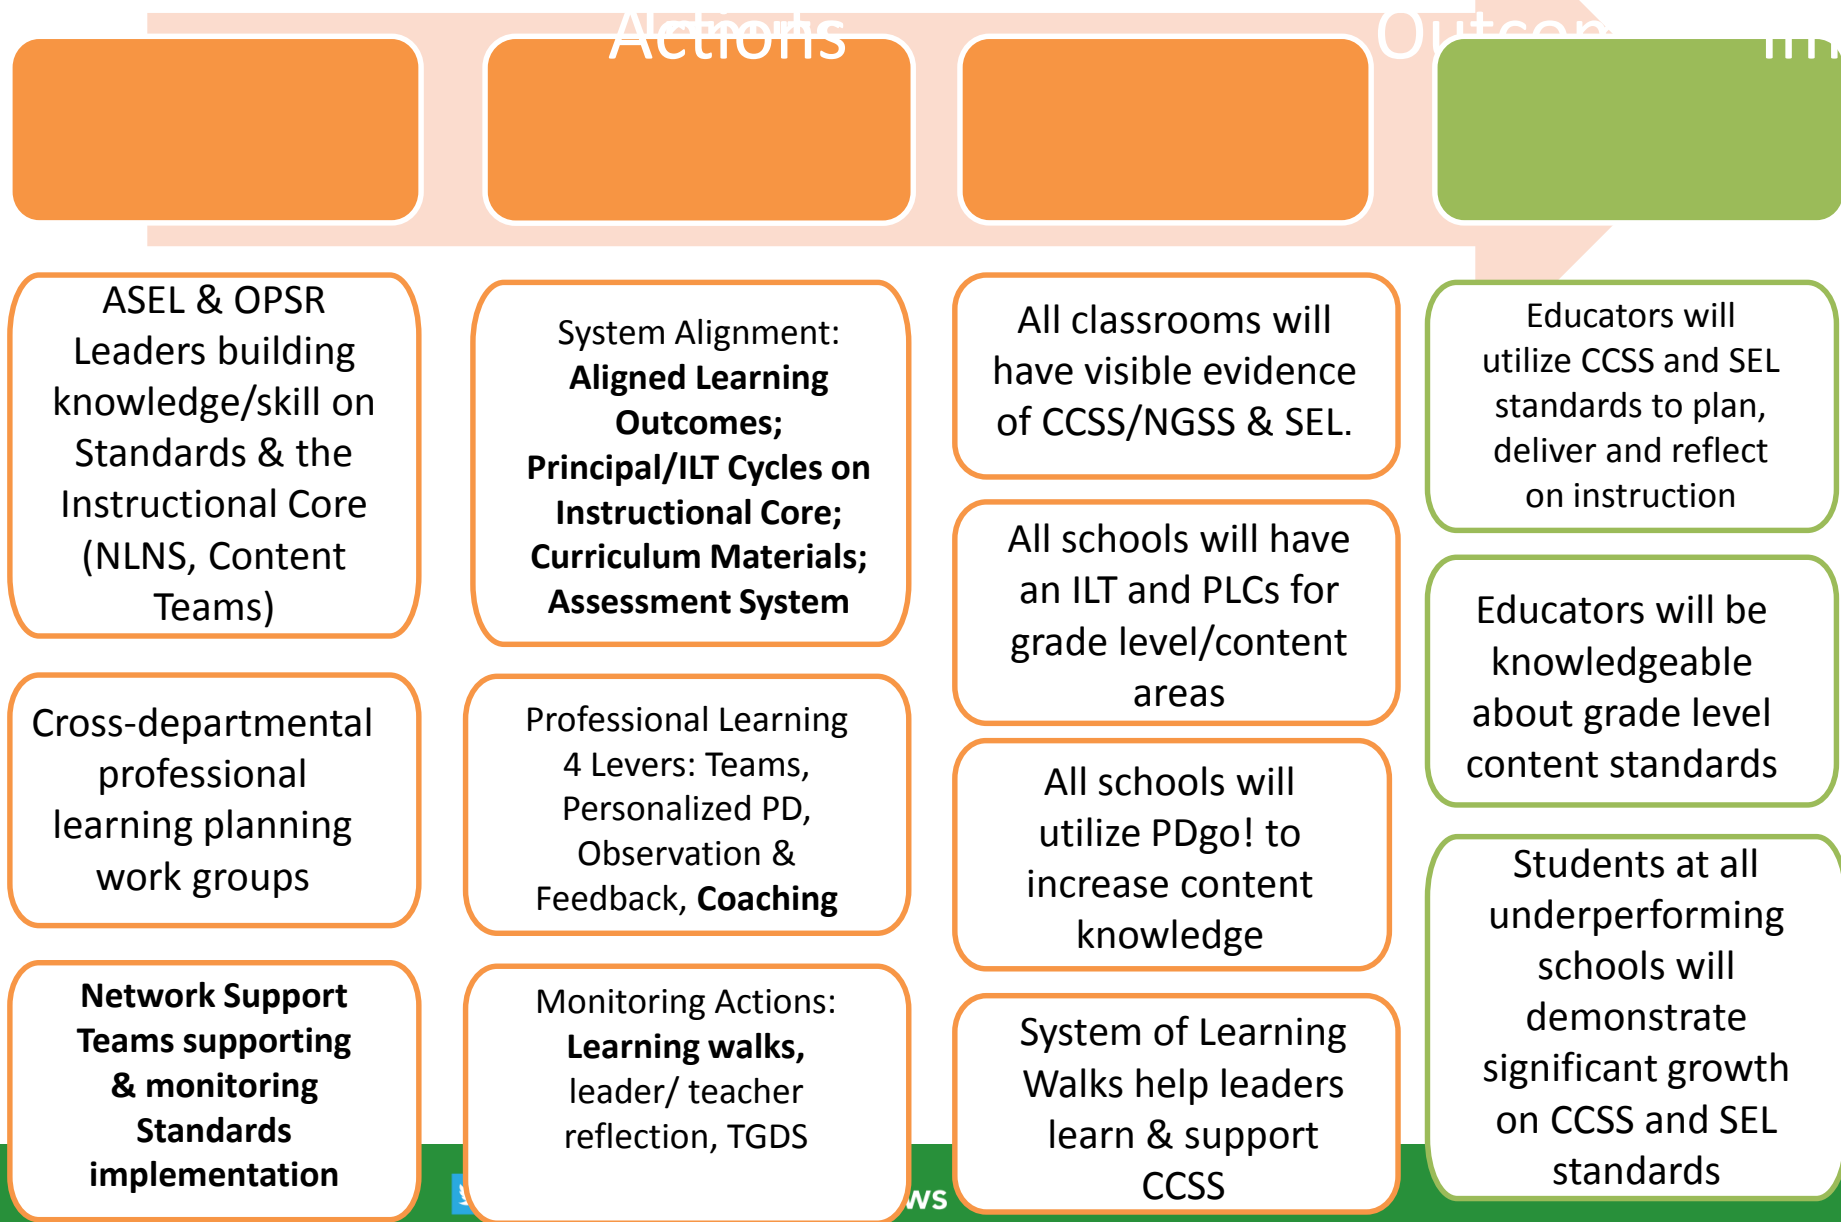 Actions
ASEL & OPSR
Leaders building
knowledge/skill on
Standards & the
Instructional Core
(NLNS, Content
Teams)
Cross-departmental
professional
learning planning
work groups
Network Support
Teams supporting
& monitoring
Standards
implementation
System Alignment:
Aligned Learning
Outcomes;
Principal/ILT Cycles on
Instructional Core;
Curriculum Materials;
Assessment System
Professional Learning
4 Levers: Teams,
Personalized PD,
Observation &
Feedback, Coaching
Monitoring Actions:
Learning walks,
leader/ teacher
reflection, TGDS
All classrooms will
have visible evidence
of CCSS/NGSS & SEL.
All schools will have
an ILT and PLCs for
grade level/content
areas
All schools will
utilize PDgo! to
increase content
knowledge
System of Learning
Walks help leaders
learn & support
CCSS
Educators will
utilize CCSS and SEL
standards to plan,
deliver and reflect
on instruction
Educators will be
knowledgeable
about grade level
content standards
Students at all
underperforming
schools will
demonstrate
significant growth
on CCSS and SEL
standards
ws